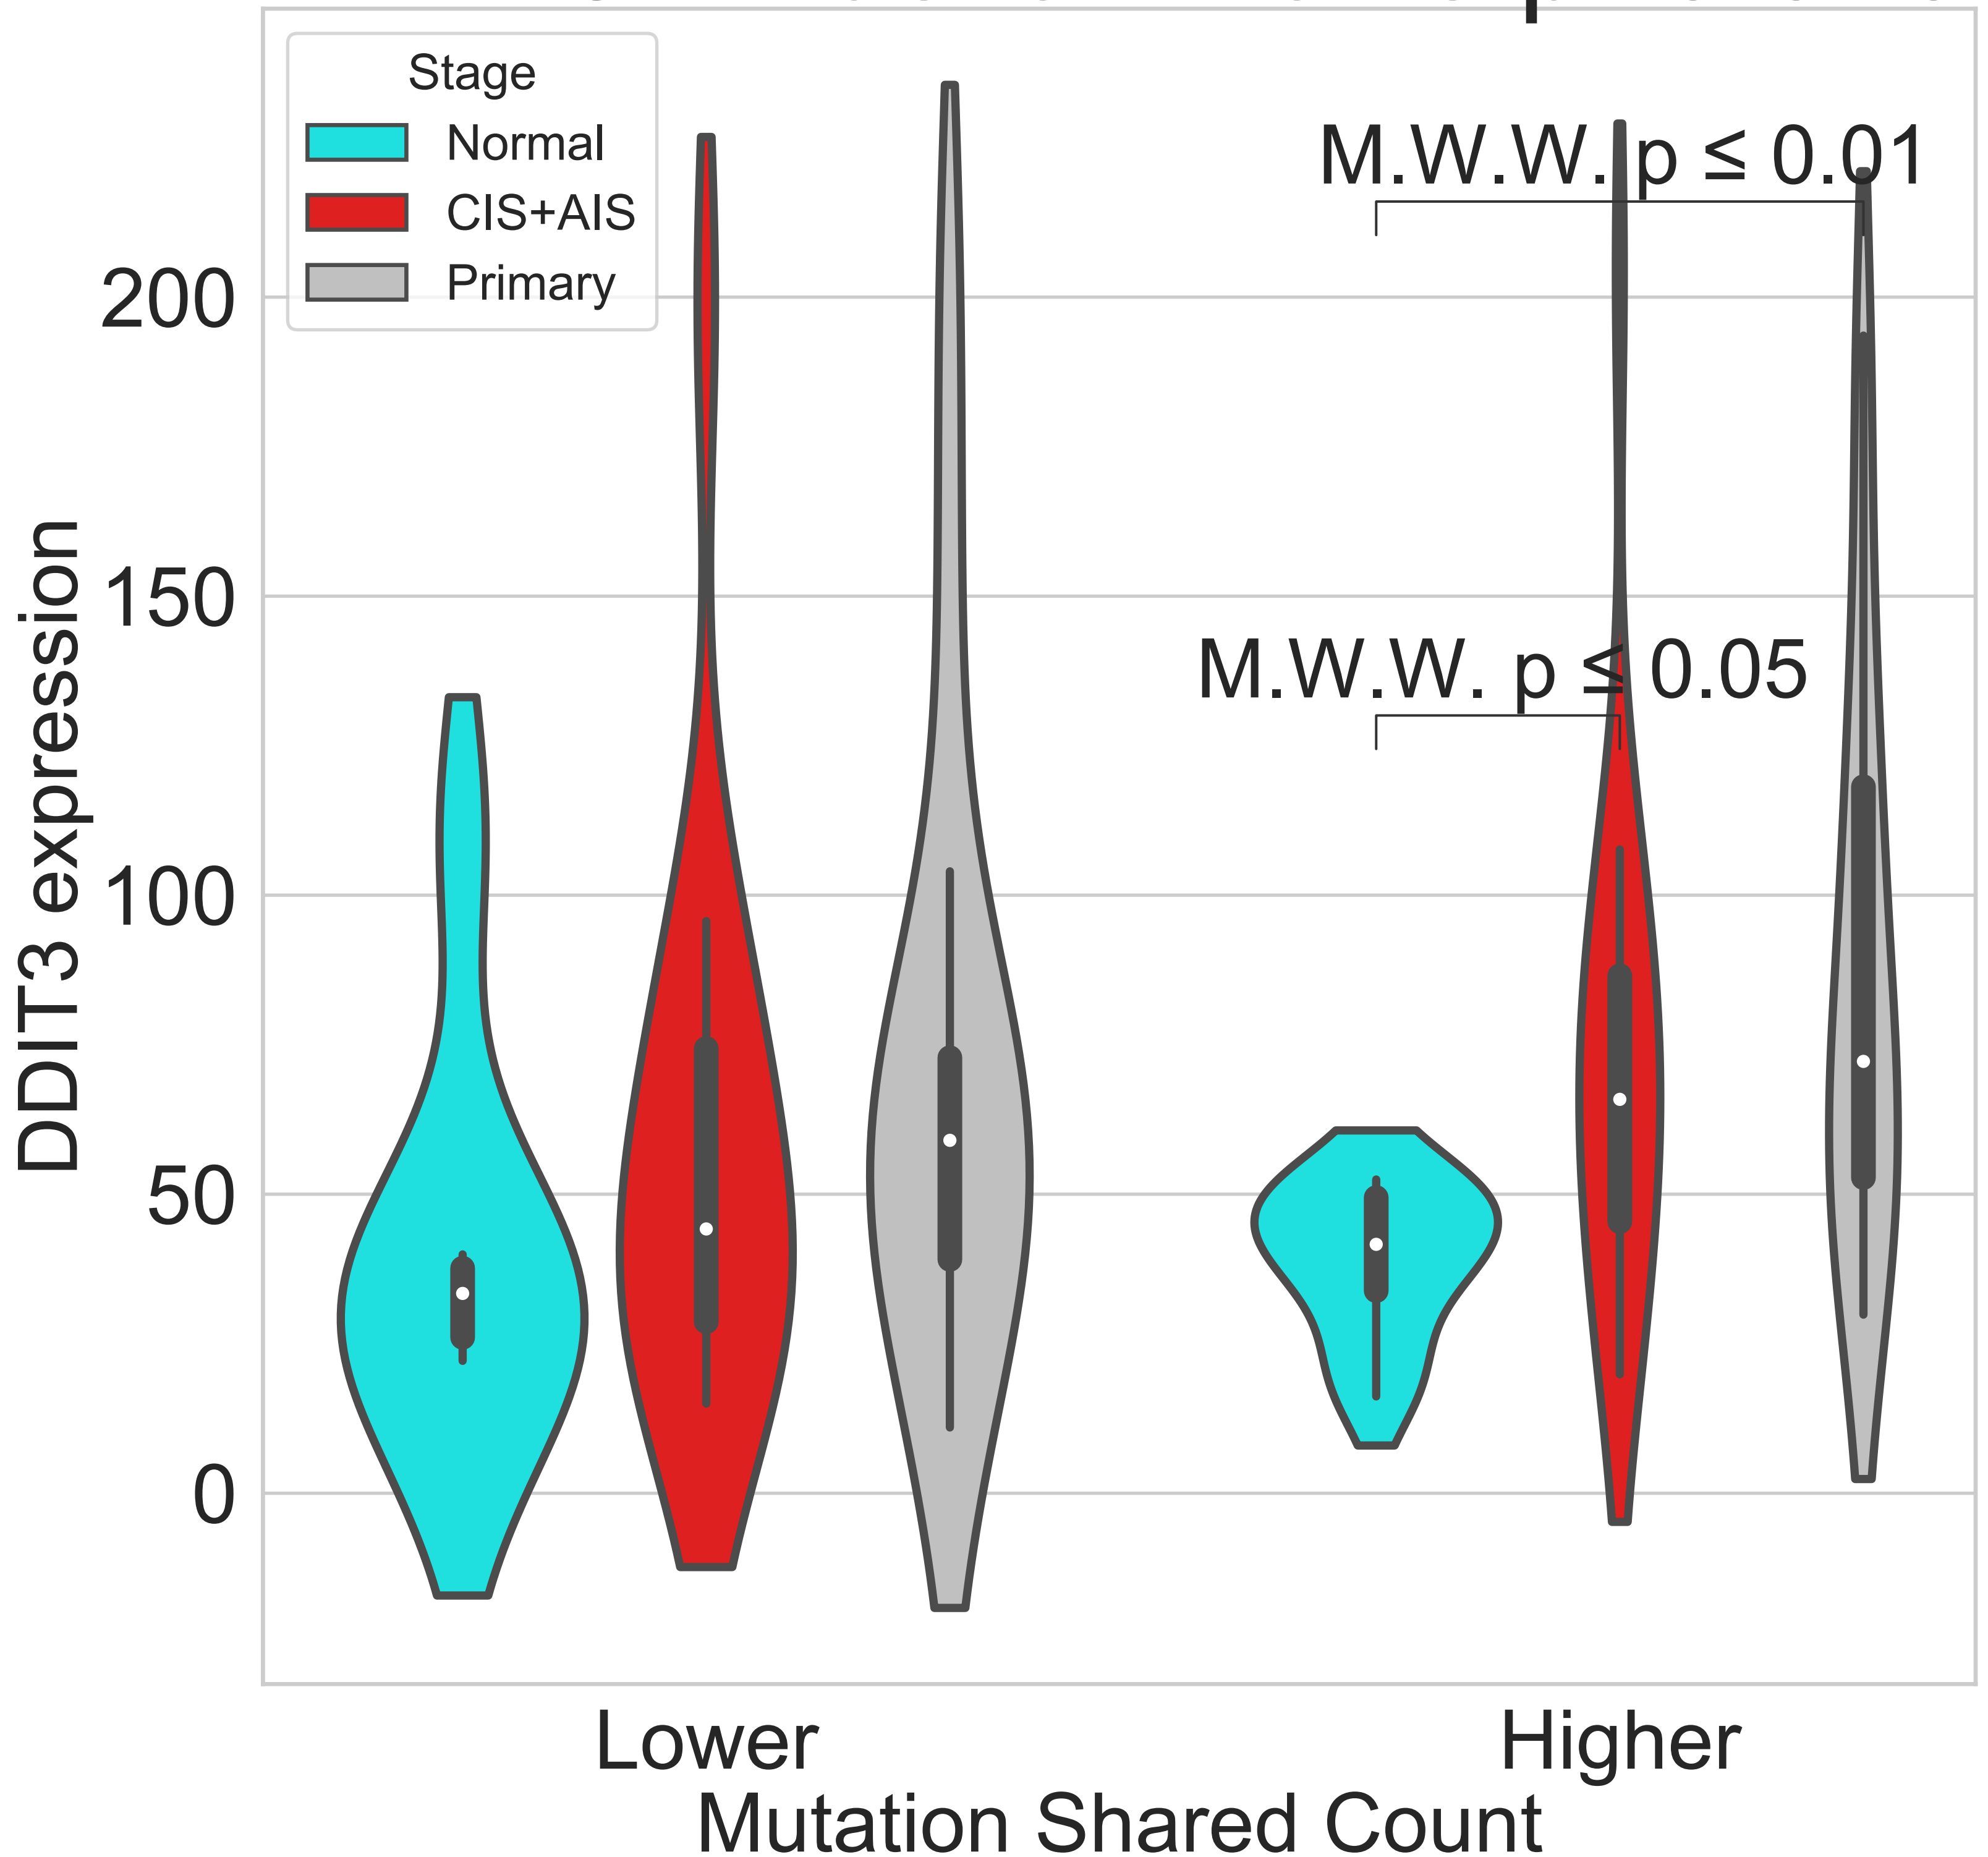 Stage
Normal
CIS+AIS
Primary
M.W.W. p ≤ 0.01
M.W.W. p ≤ 0.05
200
150
100
50
0
DDIT3 expression
Lower
Higher
Mutation Shared Count